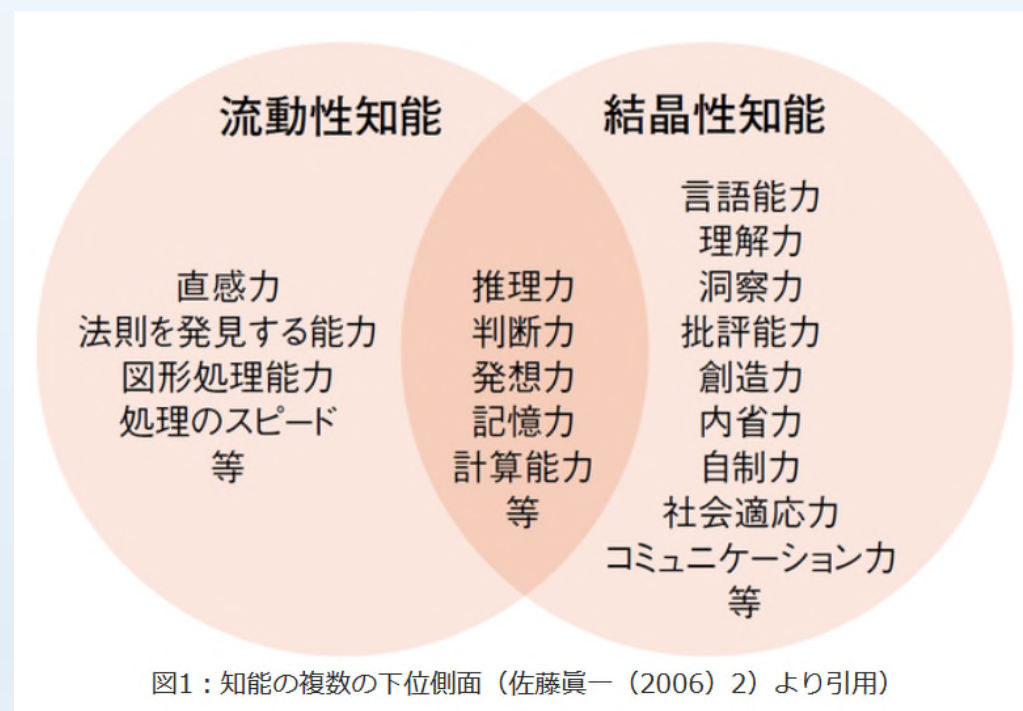 流動性知能
直感力
法則を発見する能力
図形処理能力
処理のスピード
等
推理力
判断力
発想力
記憶力
計算能力
等
結晶性知能
言語能力
理解力
洞察力
批評能力
創造力
内省力
自制力
社会適応力
コミュニケーション力
等
図1：知能の複数の下位側面（佐藤眞一（2006）2）より引用）